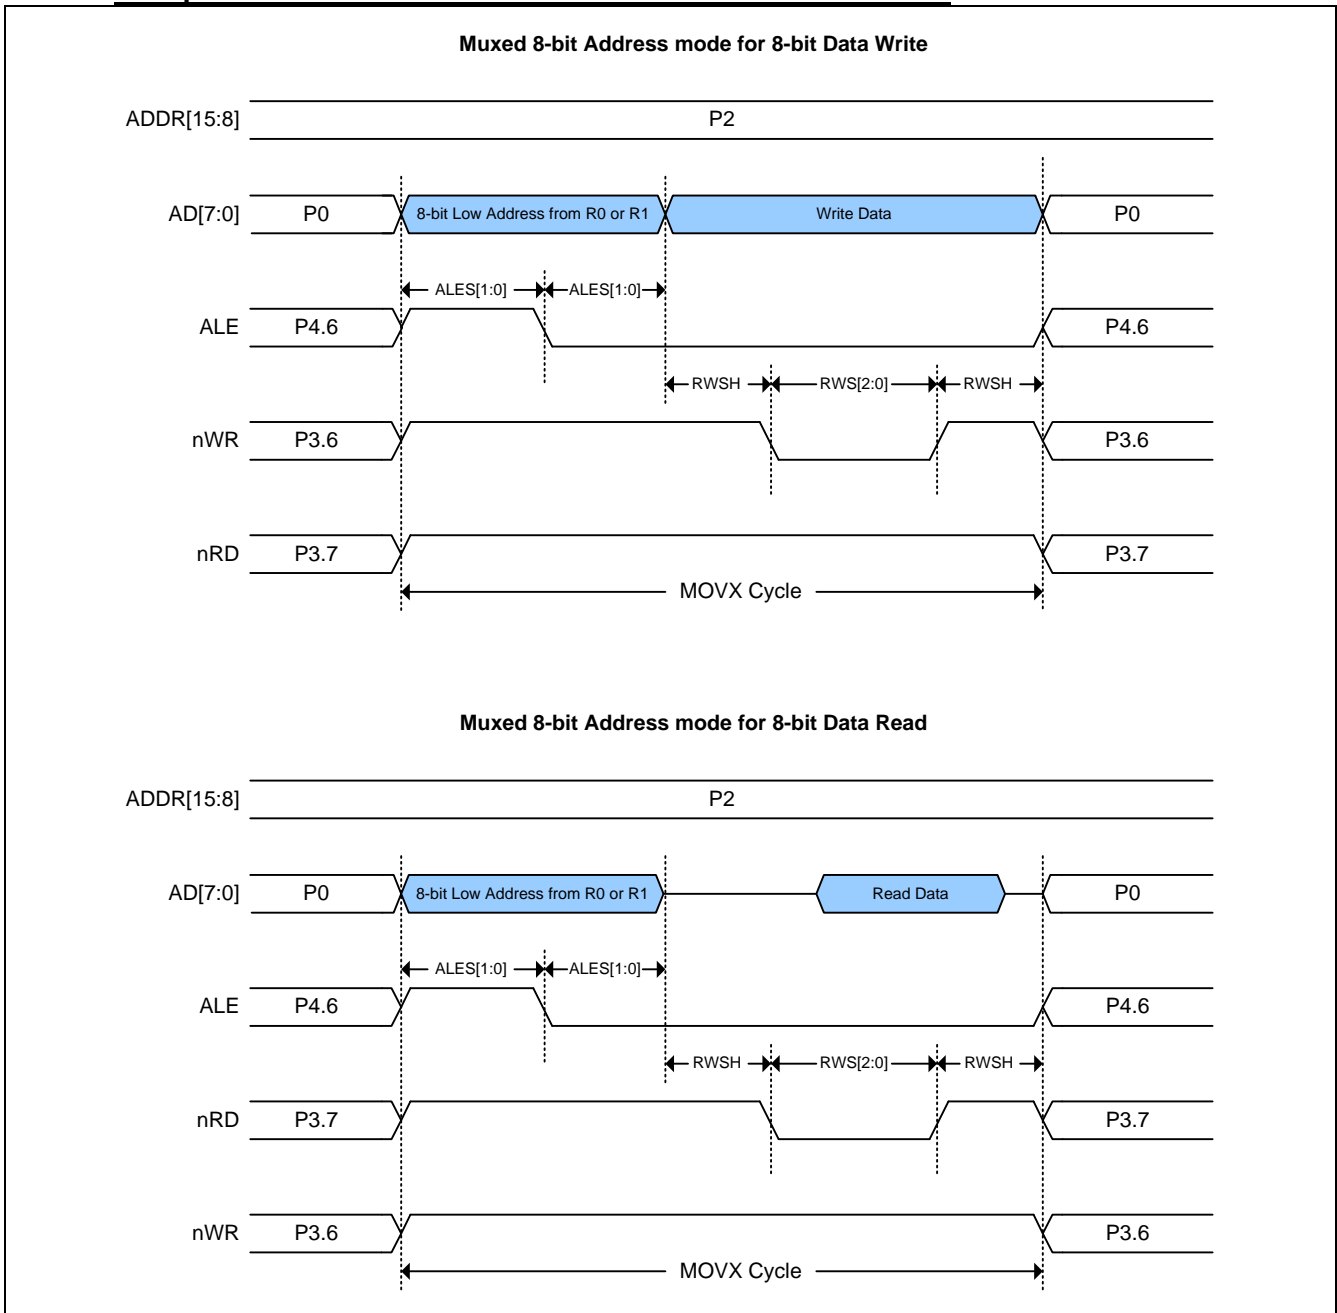 Muxed 8-bit Address mode for 8-bit Data Write
ADDR[15:8] P2
AD[7:0] P0 8-bit Low Address from R0 or R1 Write Data P0
ALES[1:0] ALES[1:0]
ALE P4.6 P4.6
RWSH RWS[2:0] RWSH
nWR P3.6 P3.6
nRD P3.7 P3.7
MOVX Cycle
Muxed 8-bit Address mode for 8-bit Data Read
ADDR[15:8] P2
AD[7:0] P0 8-bit Low Address from R0 or R1 Read Data P0
ALES[1:0] ALES[1:0]
ALE P4.6 P4.6
RWSH RWS[2:0] RWSH
nRD P3.7 P3.7
nWR P3.6 P3.6
MOVX Cycle